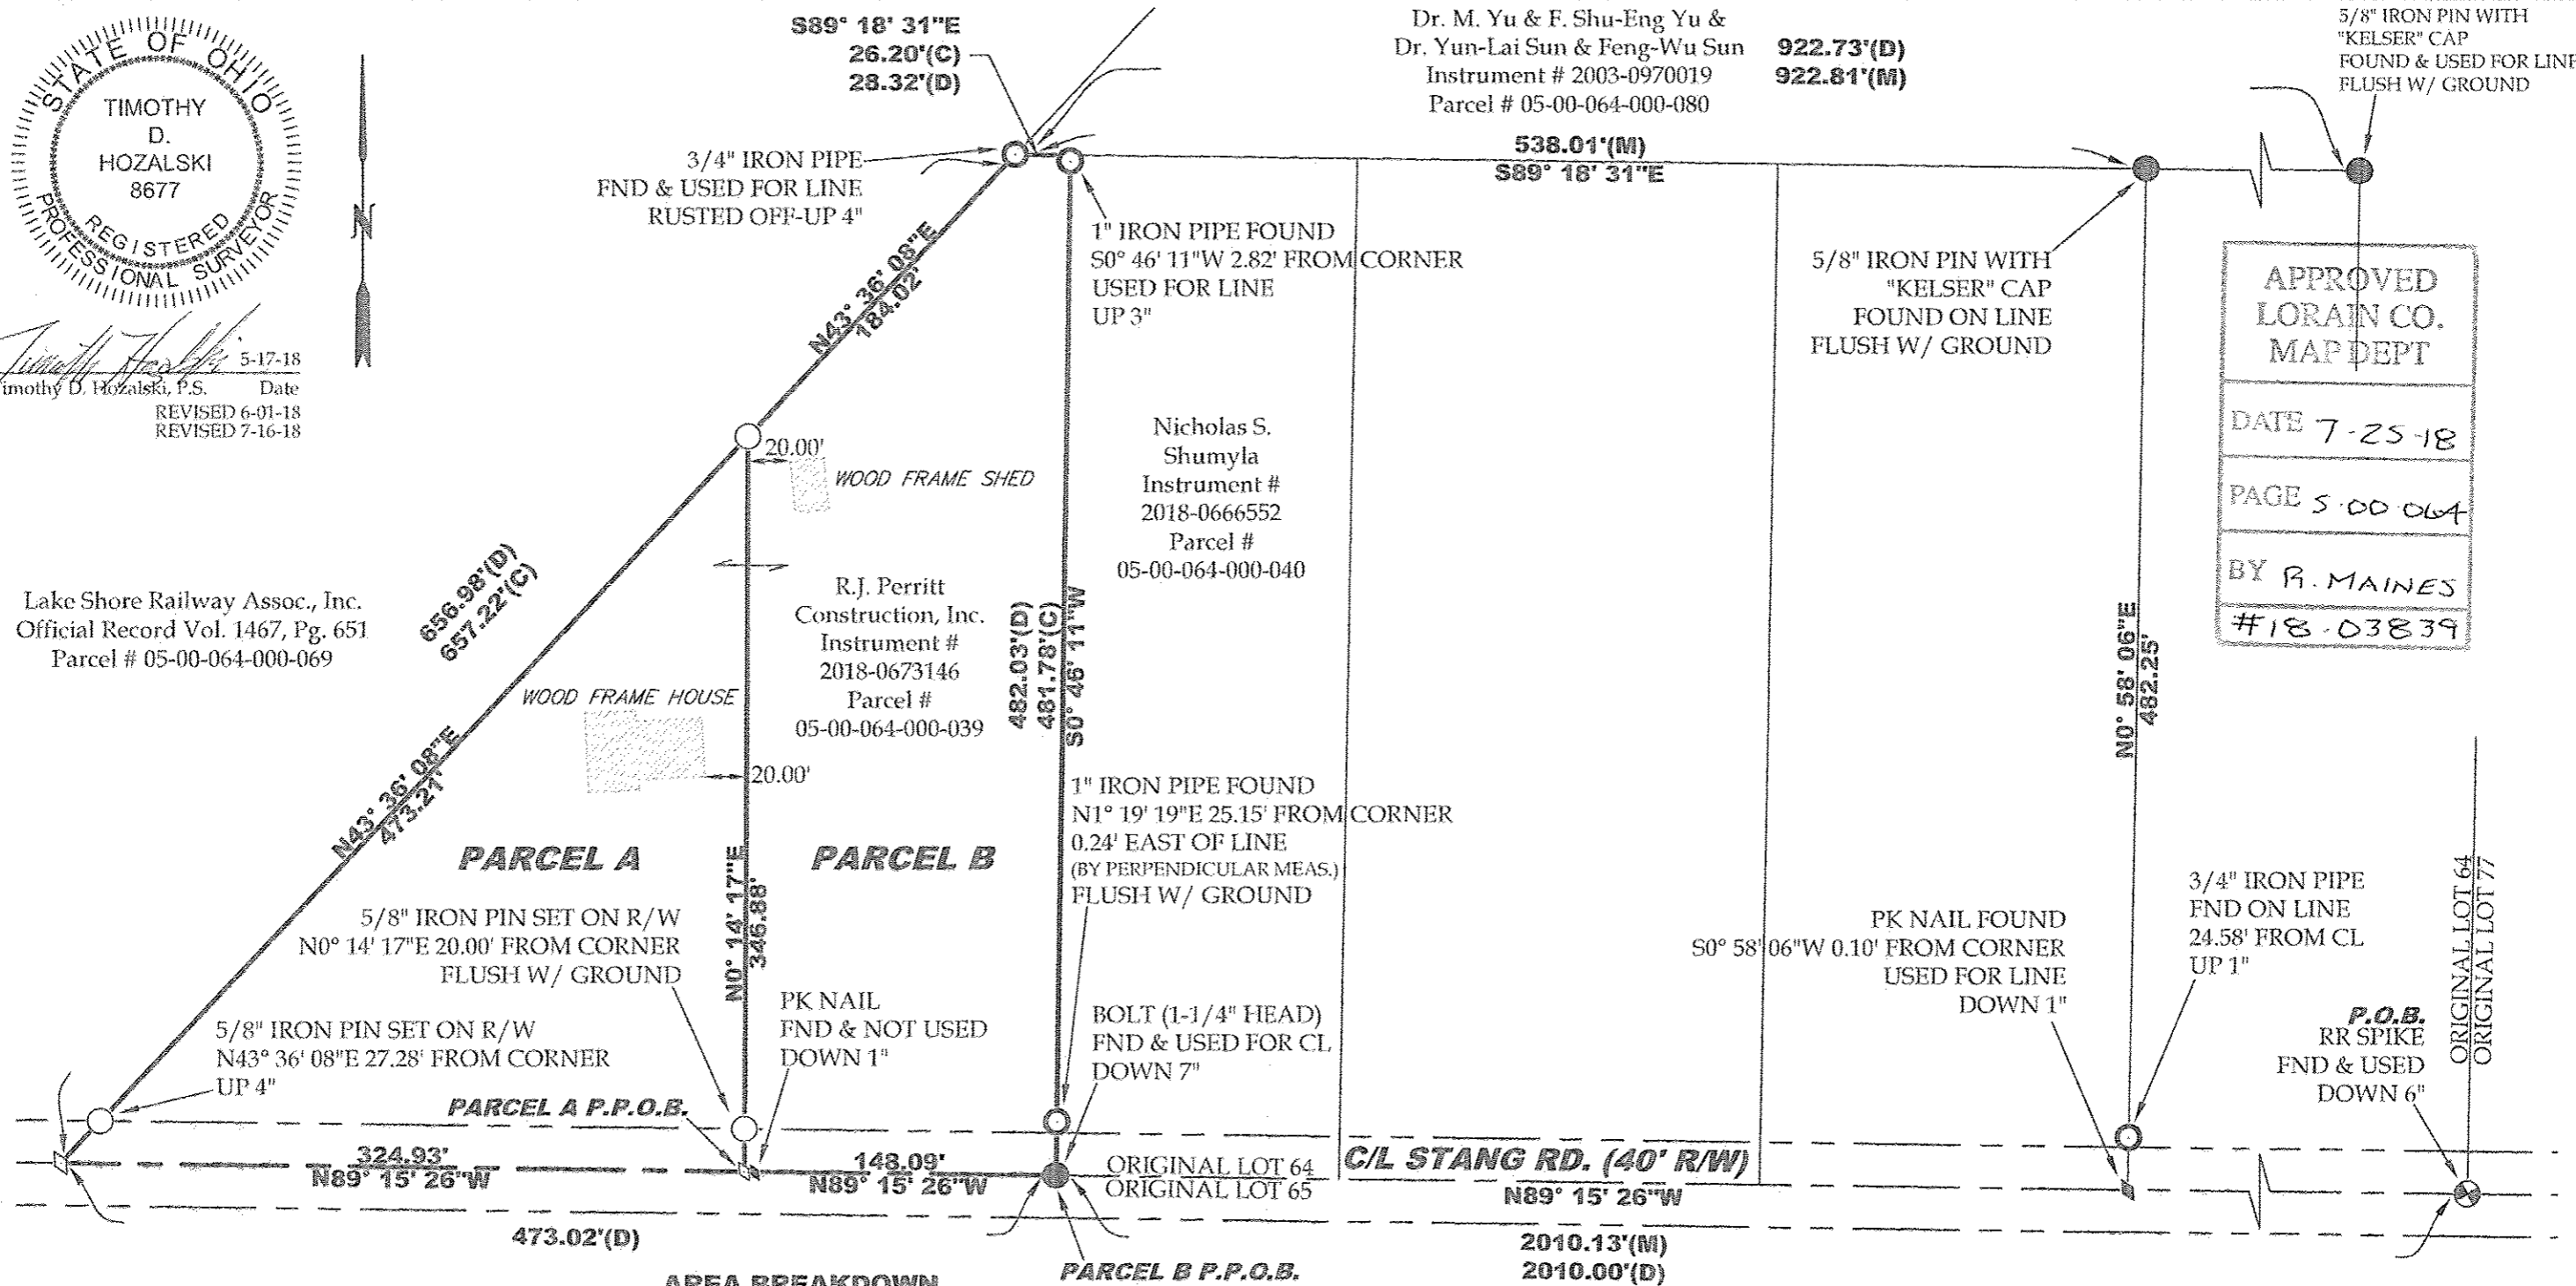 STATE OF OHIO
TIMOTHY
D.
HOZALSKI
8677
REGISTERED
PROFESSIONAL SURVEYOR
5-17-18
imothy D. Hozalski, P.S. Date
REVISED 6-01-18
REVISED 7-16-18
N
S89° 18' 31"E
26.20'(C)
28.32'(D)
Dr. M. Yu & F. Shu-Eng Yu &
Dr. Yun-Lai Sun & Feng-Wu Sun
Instrument # 2003-0970019
Parcel # 05-00-064-000-080
922.73'(D)
922.81'(M)
5/8" IRON PIN WITH
"KELSER" CAP
FOUND & USED FOR LINE
FLUSH W/ GROUND
3/4" IRON PIPE
FND & USED FOR LINE
RUSTED OFF-UP 4"
538.01'(M)
S89° 18' 31"E
1" IRON PIPE FOUND
S0° 46' 11"W 2.82' FROM CORNER
USED FOR LINE
UP 3"
5/8" IRON PIN WITH
"KELSER" CAP
FOUND ON LINE
FLUSH W/ GROUND
APPROVED
LORAIN CO.
MAP DEPT
DATE 7-25-18
PAGE 5-00-064
BY R. MAINES
#18-03839
N43° 36' 08"E
184.02'
20.00'
WOOD FRAME SHED
Nicholas S.
Shumyla
Instrument #
2018-0666552
Parcel #
05-00-064-000-040
Lake Shore Railway Assoc., Inc.
Official Record Vol. 1467, Pg. 651
Parcel # 05-00-064-000-069
656.98'(D)
657.22'(C)
R.J. Perritt
Construction, Inc.
Instrument #
2018-0673146
Parcel #
05-00-064-000-039
482.03'(D)
481.78'(C)
S0° 46' 11"W
N0° 58' 06"E
482.25'
WOOD FRAME HOUSE
20.00'
N43° 36' 08"E
473.21'
PARCEL A
PARCEL B
N0° 14' 17"E
346.88'
1" IRON PIPE FOUND
N1° 19' 19"E 25.15' FROM CORNER
0.24' EAST OF LINE
(BY PERPENDICULAR MEAS.)
FLUSH W/ GROUND
5/8" IRON PIN SET ON R/W
N0° 14' 17"E 20.00' FROM CORNER
FLUSH W/ GROUND
PK NAIL FOUND
S0° 58' 06"W 0.10' FROM CORNER
USED FOR LINE
DOWN 1"
3/4" IRON PIPE
FND ON LINE
24.58' FROM CL
UP 1"
ORIGINAL LOT 64
ORIGINAL LOT 77
5/8" IRON PIN SET ON R/W
N43° 36' 08"E 27.28' FROM CORNER
UP 4"
PK NAIL
FND & NOT USED
DOWN 1"
BOLT (1-1/4" HEAD)
FND & USED FOR CL
DOWN 7"
P.O.B.
RR SPIKE
FND & USED
DOWN 6"
PARCEL A P.P.O.B.
324.93'
N89° 15' 26"W
148.09'
N89° 15' 26"W
ORIGINAL LOT 64
ORIGINAL LOT 65
C/L STANG RD. (40' R/W)
N89° 15' 26"W
473.02'(D)
2010.13'(M)
2010.00'(D)
PARCEL B P.P.O.B.
AREA BREAKDOWN